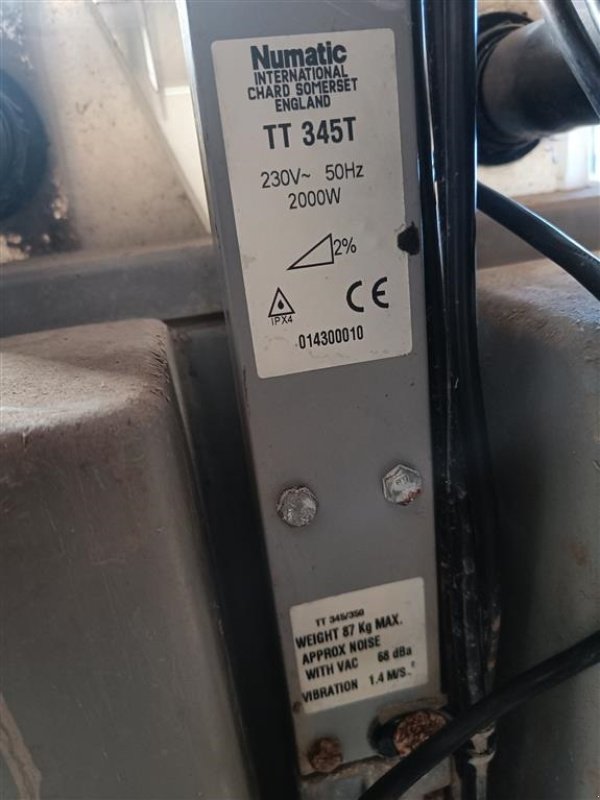 Numatic
INTERNATIONAL
CHARD SOMERSET
ENGLAND
TT 345T
230V~ 50Hz
2000W
2%
IPX4
CE
014300010
TT 345/350
WEIGHT 87 Kg MAX.
APPROX NOISE
WITH VAC 68 dBa
VIBRATION 1.4 M/S.²